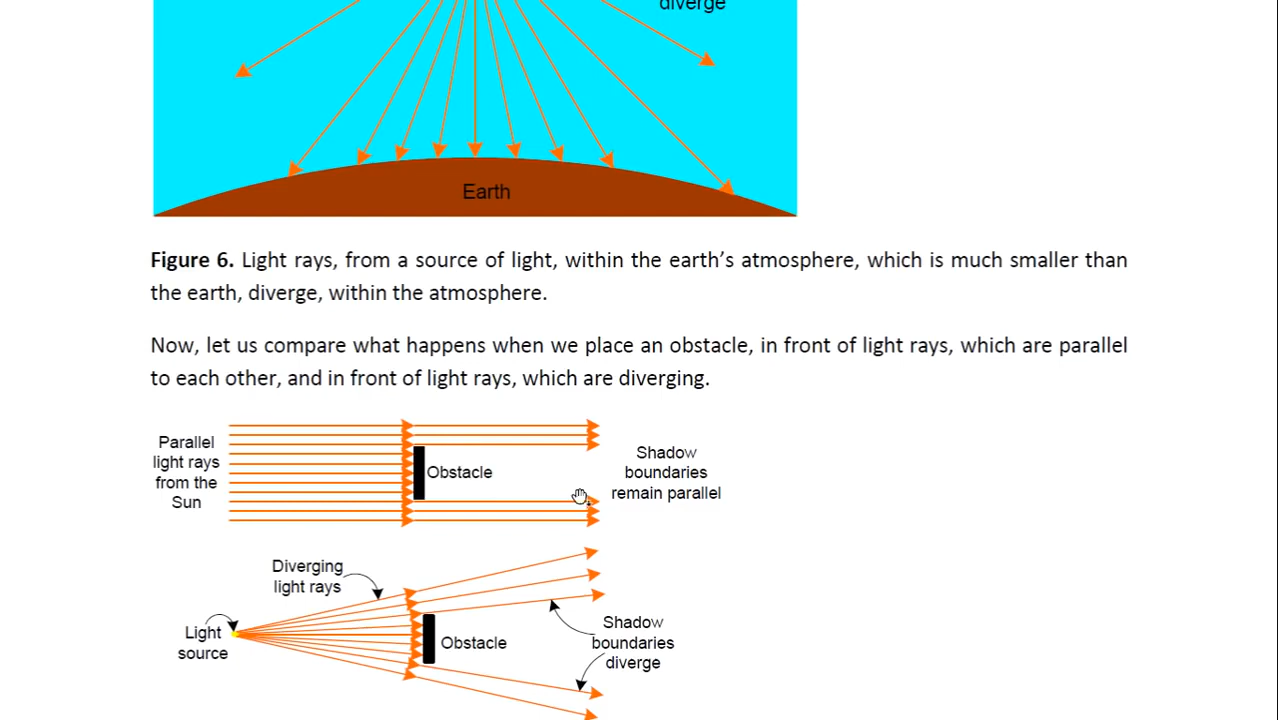 diverge
Earth
Figure 6. Light rays, from a source of light, within the earth’s atmosphere, which is much smaller than
the earth, diverge, within the atmosphere.
Now, let us compare what happens when we place an obstacle, in front of light rays, which are parallel
to each other, and in front of light rays, which are diverging.
Parallel
light rays
from the
Sun
Obstacle
Shadow
boundaries
remain parallel
Diverging
light rays
Light
source
Obstacle
Shadow
boundaries
diverge